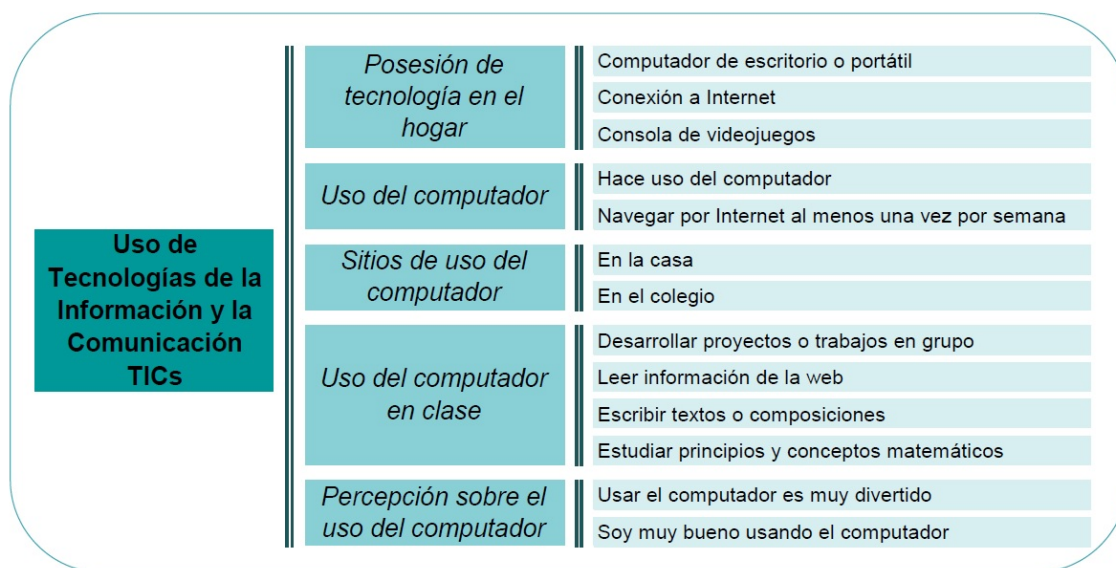 Uso de
Tecnologías de la
Información y la
Comunicación
TICs
Posesión de
tecnología en el
hogar
Computador de escritorio o portátil
Conexión a Internet
Consola de videojuegos
Uso del computador
Hace uso del computador
Navegar por Internet al menos una vez por semana
Sitios de uso del
computador
En la casa
En el colegio
Uso del computador
en clase
Desarrollar proyectos o trabajos en grupo
Leer información de la web
Escribir textos o composiciones
Estudiar principios y conceptos matemáticos
Percepción sobre el
uso del computador
Usar el computador es muy divertido
Soy muy bueno usando el computador